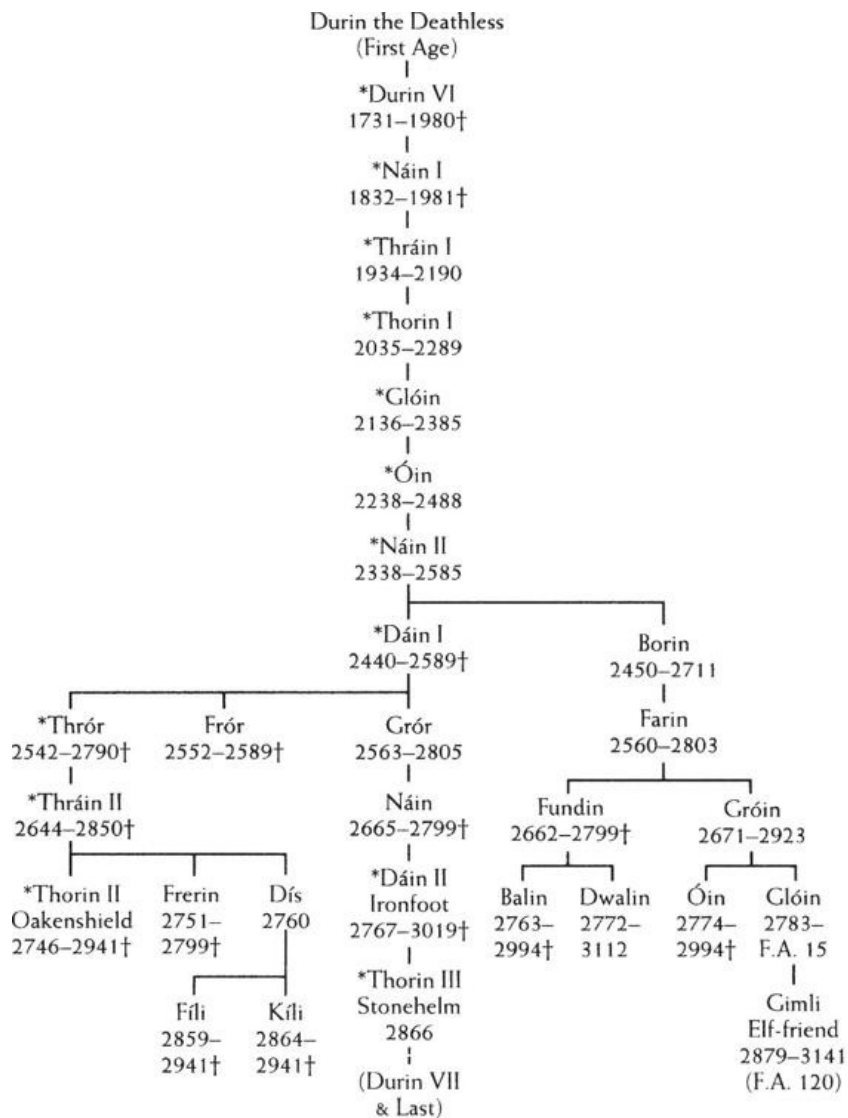 Durin the Deathless
(First Age)
*Durin VI
1731–1980†
*Náin I
1832–1981†
*Thráin I
1934–2190
*Thorin I
2035–2289
*Glóin
2136–2385
*Óin
2238–2488
*Náin II
2338–2585
*Dáin I
2440–2589†
Borin
2450–2711
*Thrór
2542–2790†
Frór
2552–2589†
Grór
2563–2805
Farin
2560–2803
*Thráin II
2644–2850†
Náin
2665–2799†
Fundin
2662–2799†
Gróin
2671–2923
*Thorin II
Oakenshield
2746–2941†
Frerin
2751–
2799†
Dís
2760
*Dáin II
Ironfoot
2767–3019†
Balin
2763–
2994†
Dwalin
2772–
3112
Óin
2774–
2994†
Glóin
2783–
F.A. 15
Fíli
2859–
2941†
Kíli
2864–
2941†
*Thorin III
Stonehelm
2866
Gimli
Elf-friend
2879–3141
(F.A. 120)
(Durin VII
& Last)